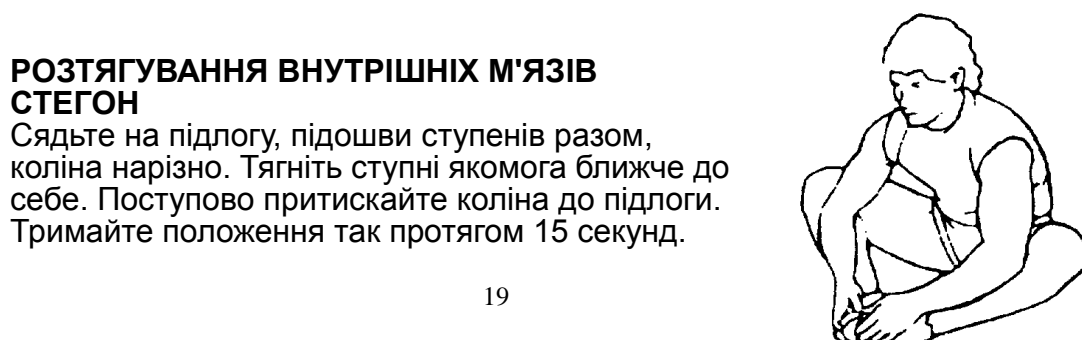 РОЗТЯГУВАННЯ ВНУТРІШНІХ М'ЯЗІВ
СТЕГОН
Сядьте на підлогу, підошви ступенів разом,
коліна нарізно. Тягніть ступні якомога ближче до
себе. Поступово притискайте коліна до підлоги.
Тримайте положення так протягом 15 секунд.
19